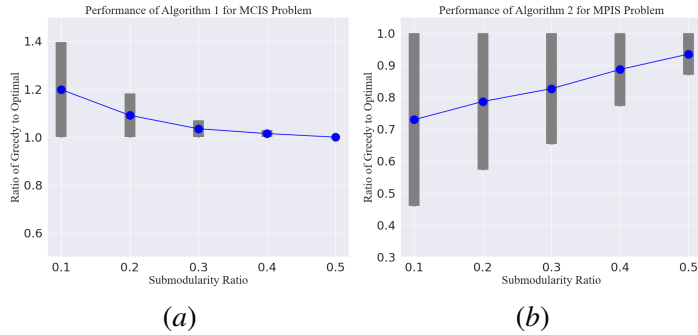 Performance of Algorithm 1 for MCIS Problem
Ratio of Greedy to Optimal
1.4
1.2
1.0
0.8
0.6
0.1 0.2 0.3 0.4 0.5
Submodularity Ratio
(a)
Performance of Algorithm 2 for MPIS Problem
Ratio of Greedy to Optimal
1.0
0.9
0.8
0.7
0.6
0.5
0.4
0.3
0.1 0.2 0.3 0.4 0.5
Submodularity Ratio
(b)